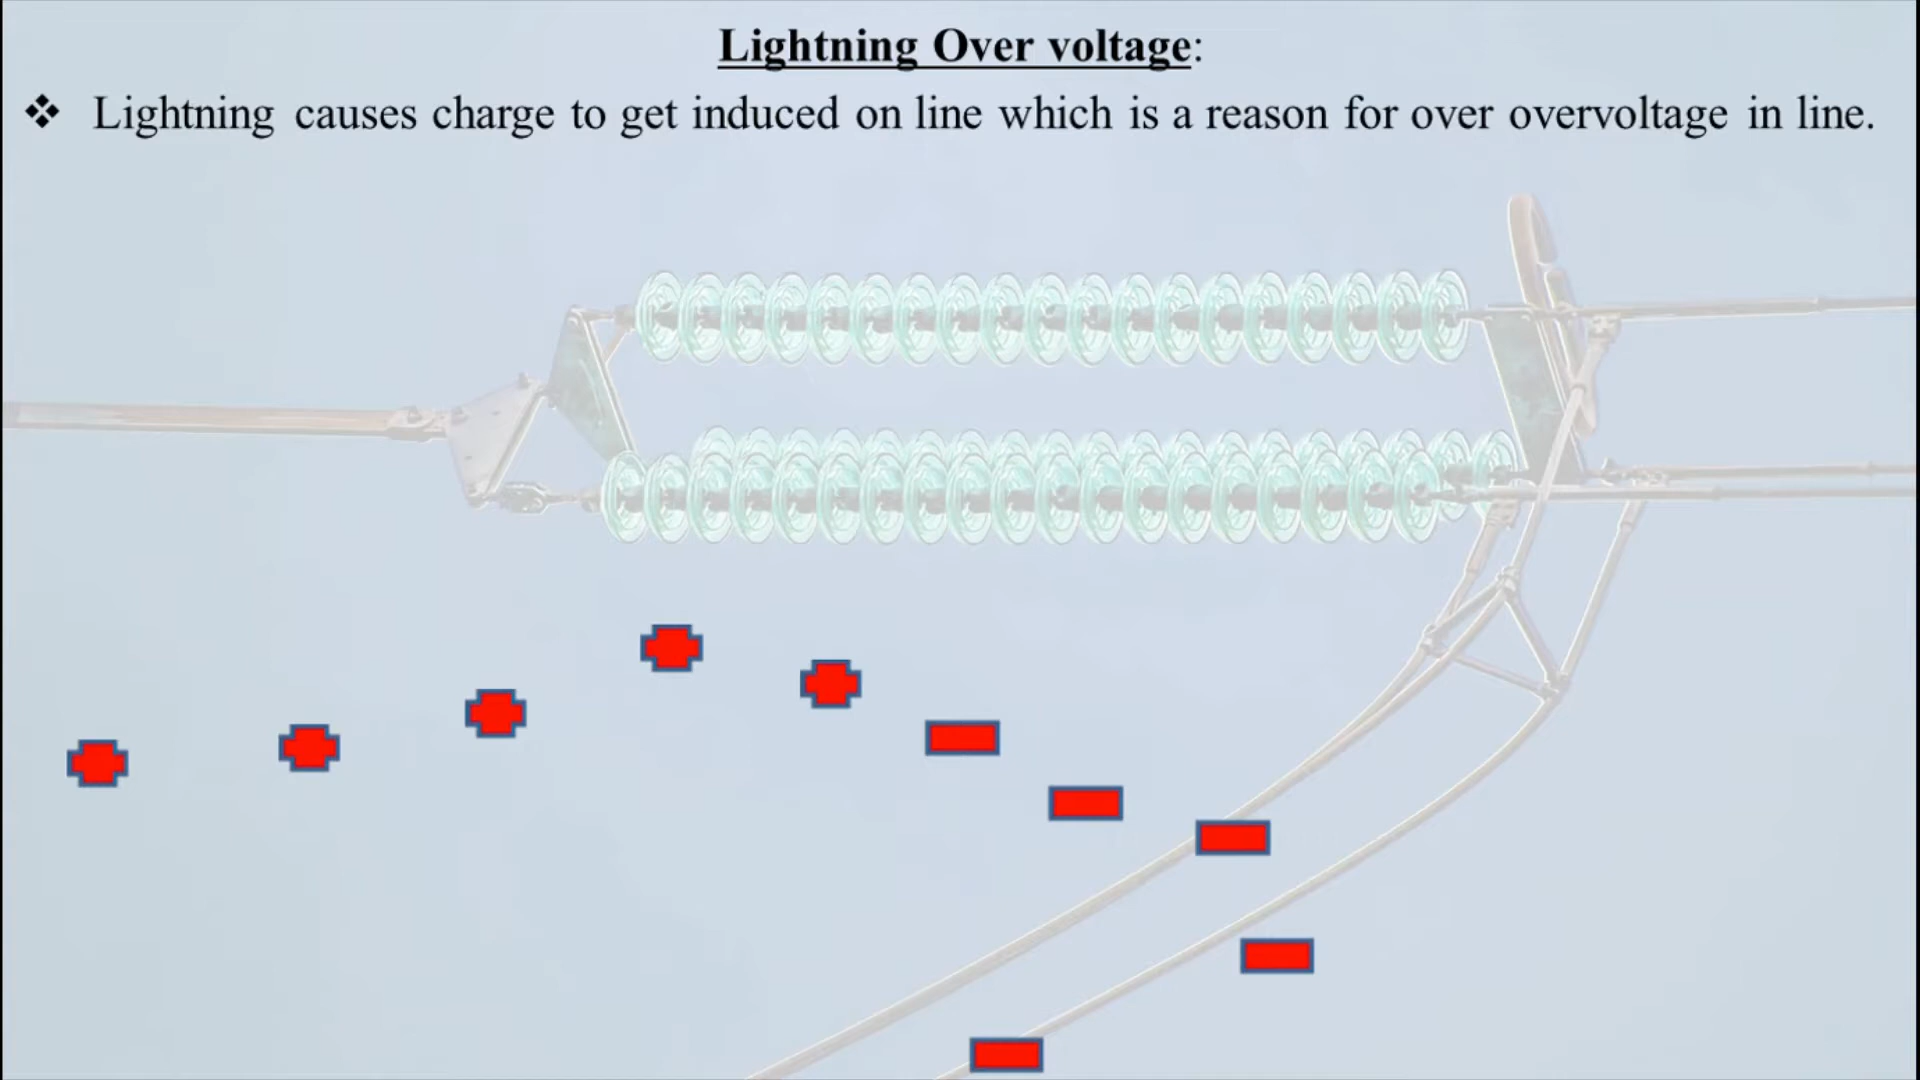 Lightning Over voltage:
❖ Lightning causes charge to get induced on line which is a reason for over overvoltage in line.